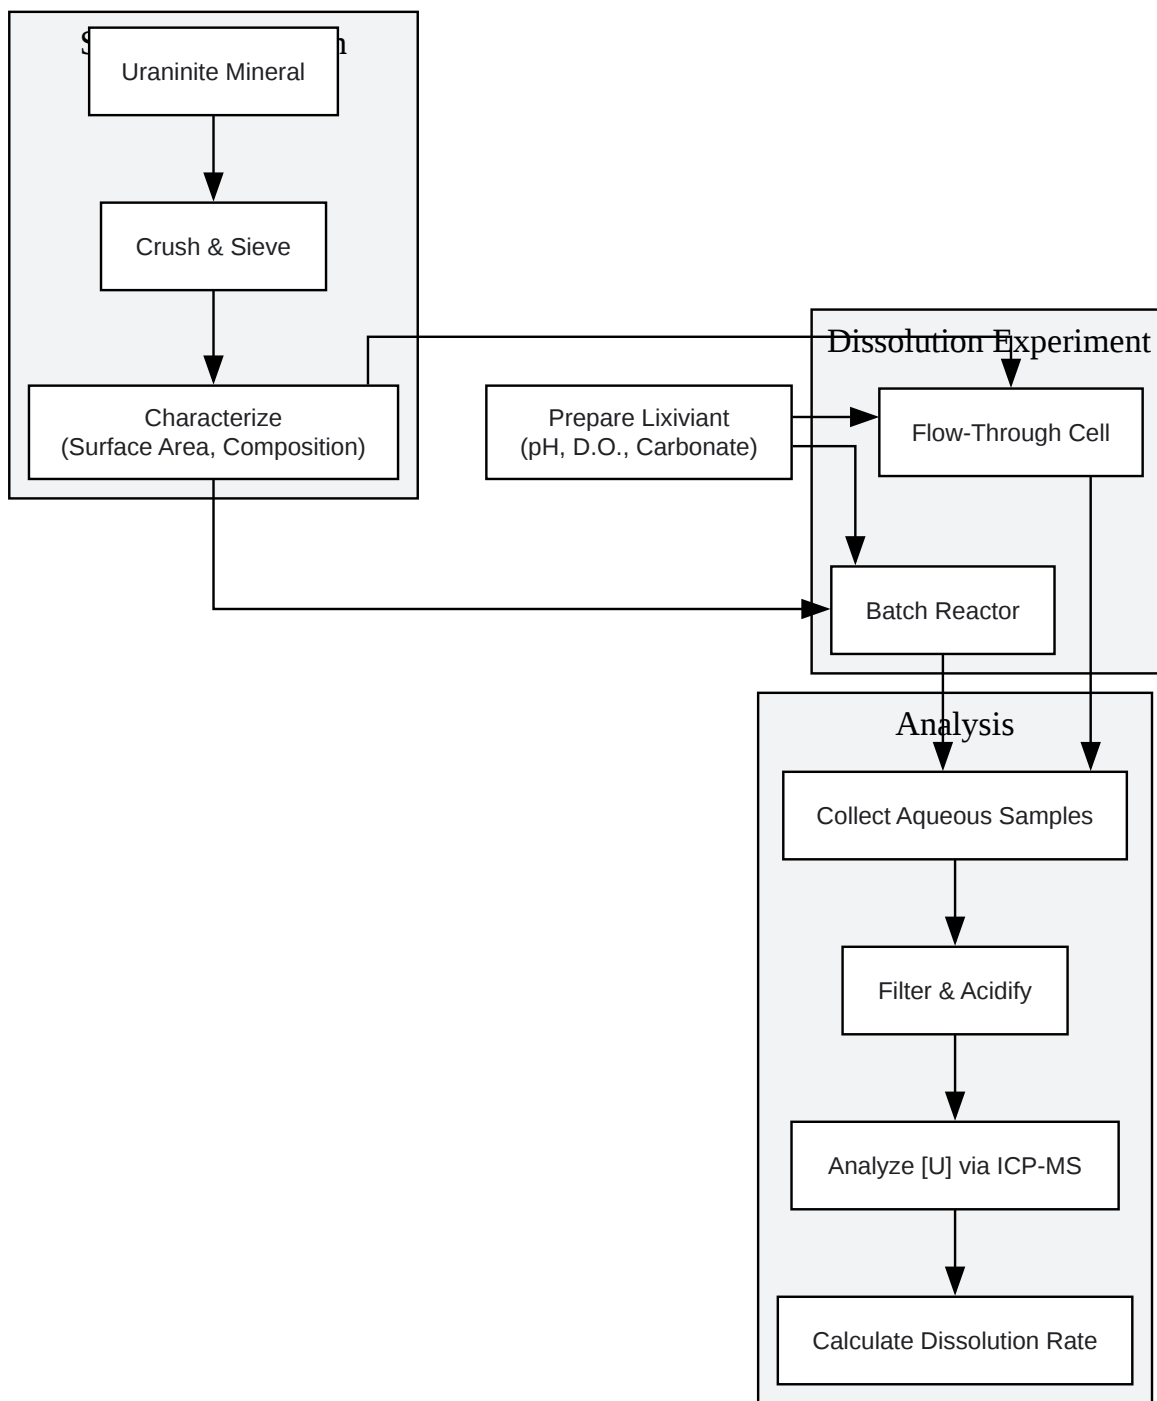 Uraninite Mineral
Crush & Sieve
Characterize
(Surface Area, Composition)
Prepare Lixiviant
(pH, D.O., Carbonate)
Dissolution Experiment
Flow-Through Cell
Batch Reactor
Analysis
Collect Aqueous Samples
Filter & Acidify
Analyze [U] via ICP-MS
Calculate Dissolution Rate